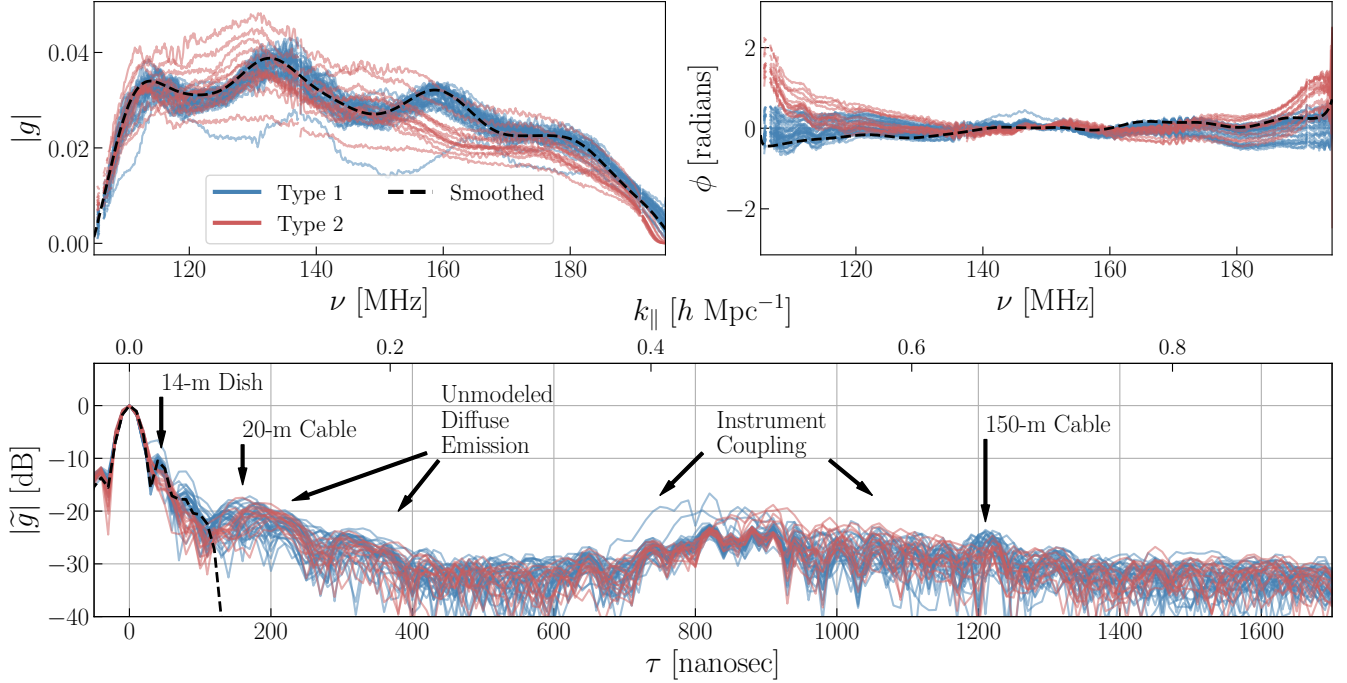 0.04
0.02
0.00
|g|
120
140
160
180
ν [MHz]
Type 1
Type 2
Smoothed
2
0
−2
ϕ [radians]
120
140
160
180
ν [MHz]
k∥ [h Mpc−1]
0.0
0.2
0.4
0.6
0.8
14-m Dish
20-m Cable
Unmodeled
Diffuse
Emission
Instrument
Coupling
150-m Cable
0
−10
−20
−30
−40
|g̃| [dB]
0
200
400
600
800
1000
1200
1400
1600
τ [nanosec]